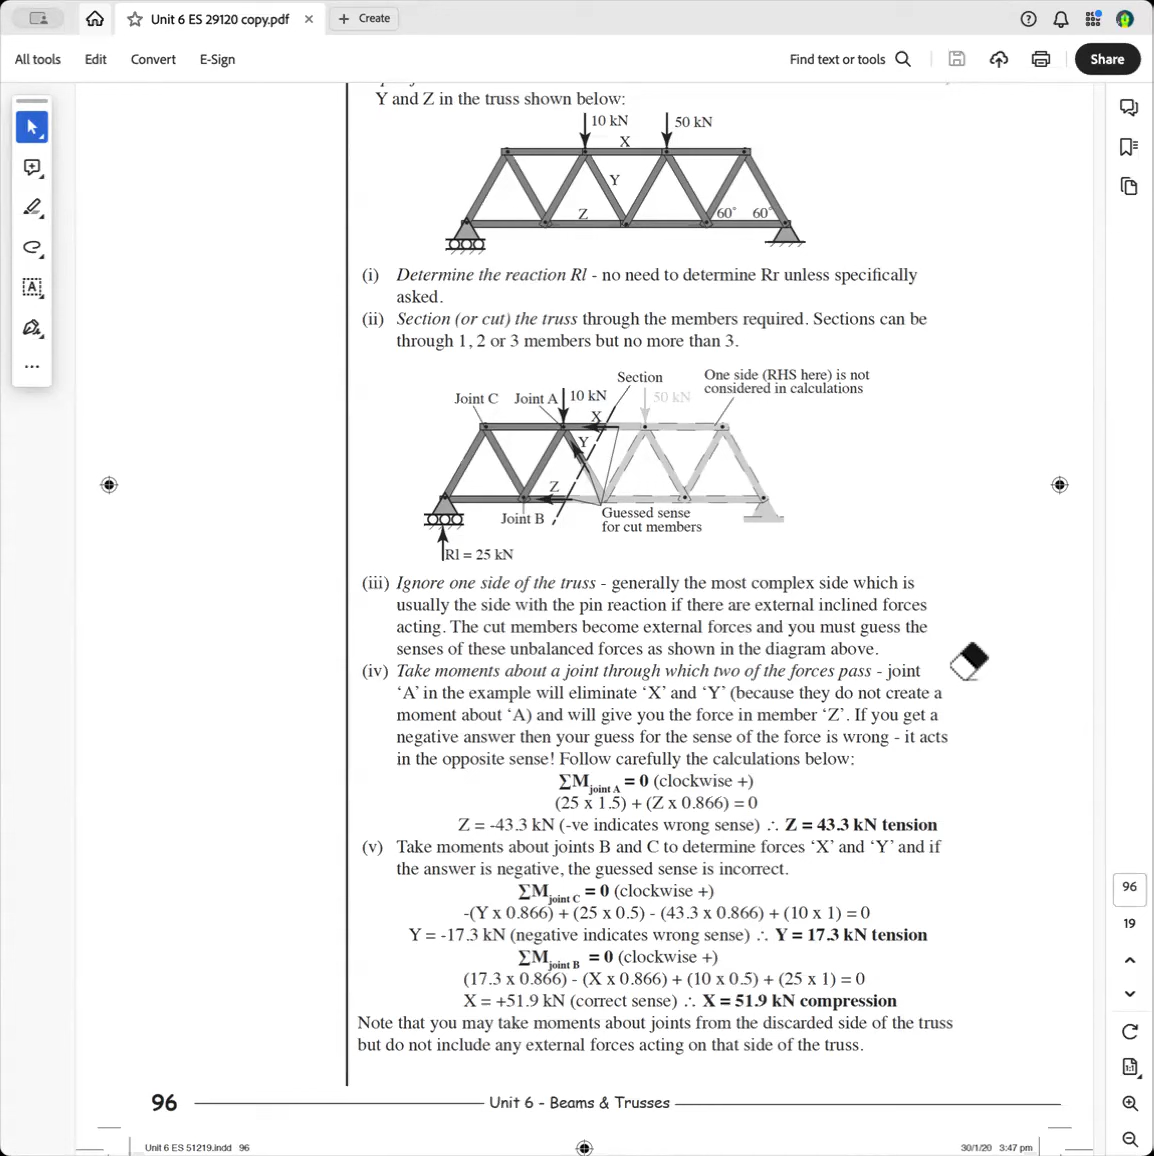 Unit 6 ES 29120 copy.pdf
Create
All tools
Edit
Convert
E-Sign
Find text or tools
Share
Y and Z in the truss shown below:
10 kN
50 kN
X
Y
Z
60°
60°
(i) Determine the reaction Rl - no need to determine Rr unless specifically
asked.
(ii) Section (or cut) the truss through the members required. Sections can be
through 1, 2 or 3 members but no more than 3.
Section
One side (RHS here) is not
considered in calculations
Joint C
Joint A
10 kN
50 kN
X
Y
Z
Joint B
Guessed sense
for cut members
Rl = 25 kN
(iii) Ignore one side of the truss - generally the most complex side which is
usually the side with the pin reaction if there are external inclined forces
acting. The cut members become external forces and you must guess the
senses of these unbalanced forces as shown in the diagram above.
(iv) Take moments about a joint through which two of the forces pass - joint
‘A’ in the example will eliminate ‘X’ and ‘Y’ (because they do not create a
moment about ‘A) and will give you the force in member ‘Z’. If you get a
negative answer then your guess for the sense of the force is wrong - it acts
in the opposite sense! Follow carefully the calculations below:
∑M joint A = 0 (clockwise +)
(25 x 1.5) + (Z x 0.866) = 0
Z = -43.3 kN (-ve indicates wrong sense) ∴ Z = 43.3 kN tension
(v) Take moments about joints B and C to determine forces ‘X’ and ‘Y’ and if
the answer is negative, the guessed sense is incorrect.
∑M joint C = 0 (clockwise +)
-(Y x 0.866) + (25 x 0.5) - (43.3 x 0.866) + (10 x 1) = 0
Y = -17.3 kN (negative indicates wrong sense) ∴ Y = 17.3 kN tension
∑M joint B = 0 (clockwise +)
(17.3 x 0.866) - (X x 0.866) + (10 x 0.5) + (25 x 1) = 0
X = +51.9 kN (correct sense) ∴ X = 51.9 kN compression
Note that you may take moments about joints from the discarded side of the truss
but do not include any external forces acting on that side of the truss.
96
19
1:1
96
Unit 6 - Beams & Trusses
Unit 6 ES 51219.indd 96
30/1/20 3:47 pm